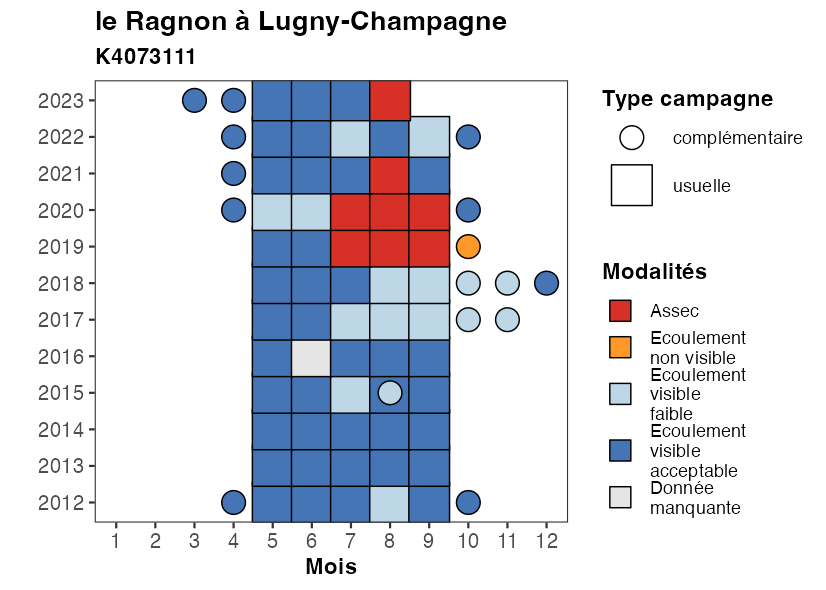 le Ragnon à Lugny-Champagne
K4073111
2023
2022
2021
2020
2019
2018
2017
2016
2015
2014
2013
2012
1 2 3 4 5 6 7 8 9 10 11 12
Mois
Type campagne
complémentaire
usuelle
Modalités
Assec
Ecoulement
non visible
Ecoulement
visible
faible
Ecoulement
visible
acceptable
Donnée
manquante